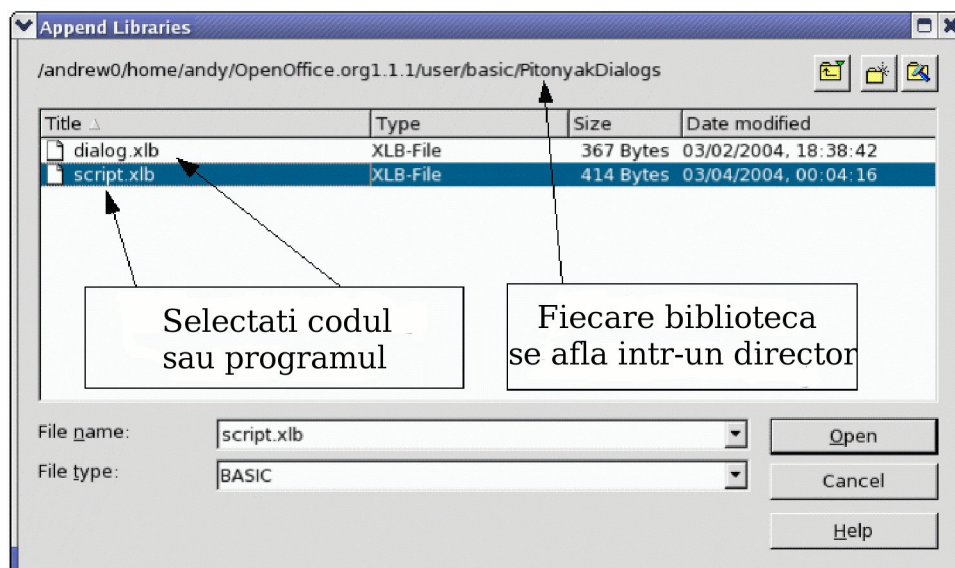 Append Libraries
/andrew0/home/andy/OpenOffice.org1.1.1/user/basic/PitonyakDialogs
Title Type Size Date modified
dialog.xlb XLB-File 367 Bytes 03/02/2004, 18:38:42
script.xlb XLB-File 414 Bytes 03/04/2004, 00:04:16
Selectati codul
sau programul
Fiecare biblioteca
se afla intr-un director
File name: script.xlb Open
File type: BASIC Cancel
Help